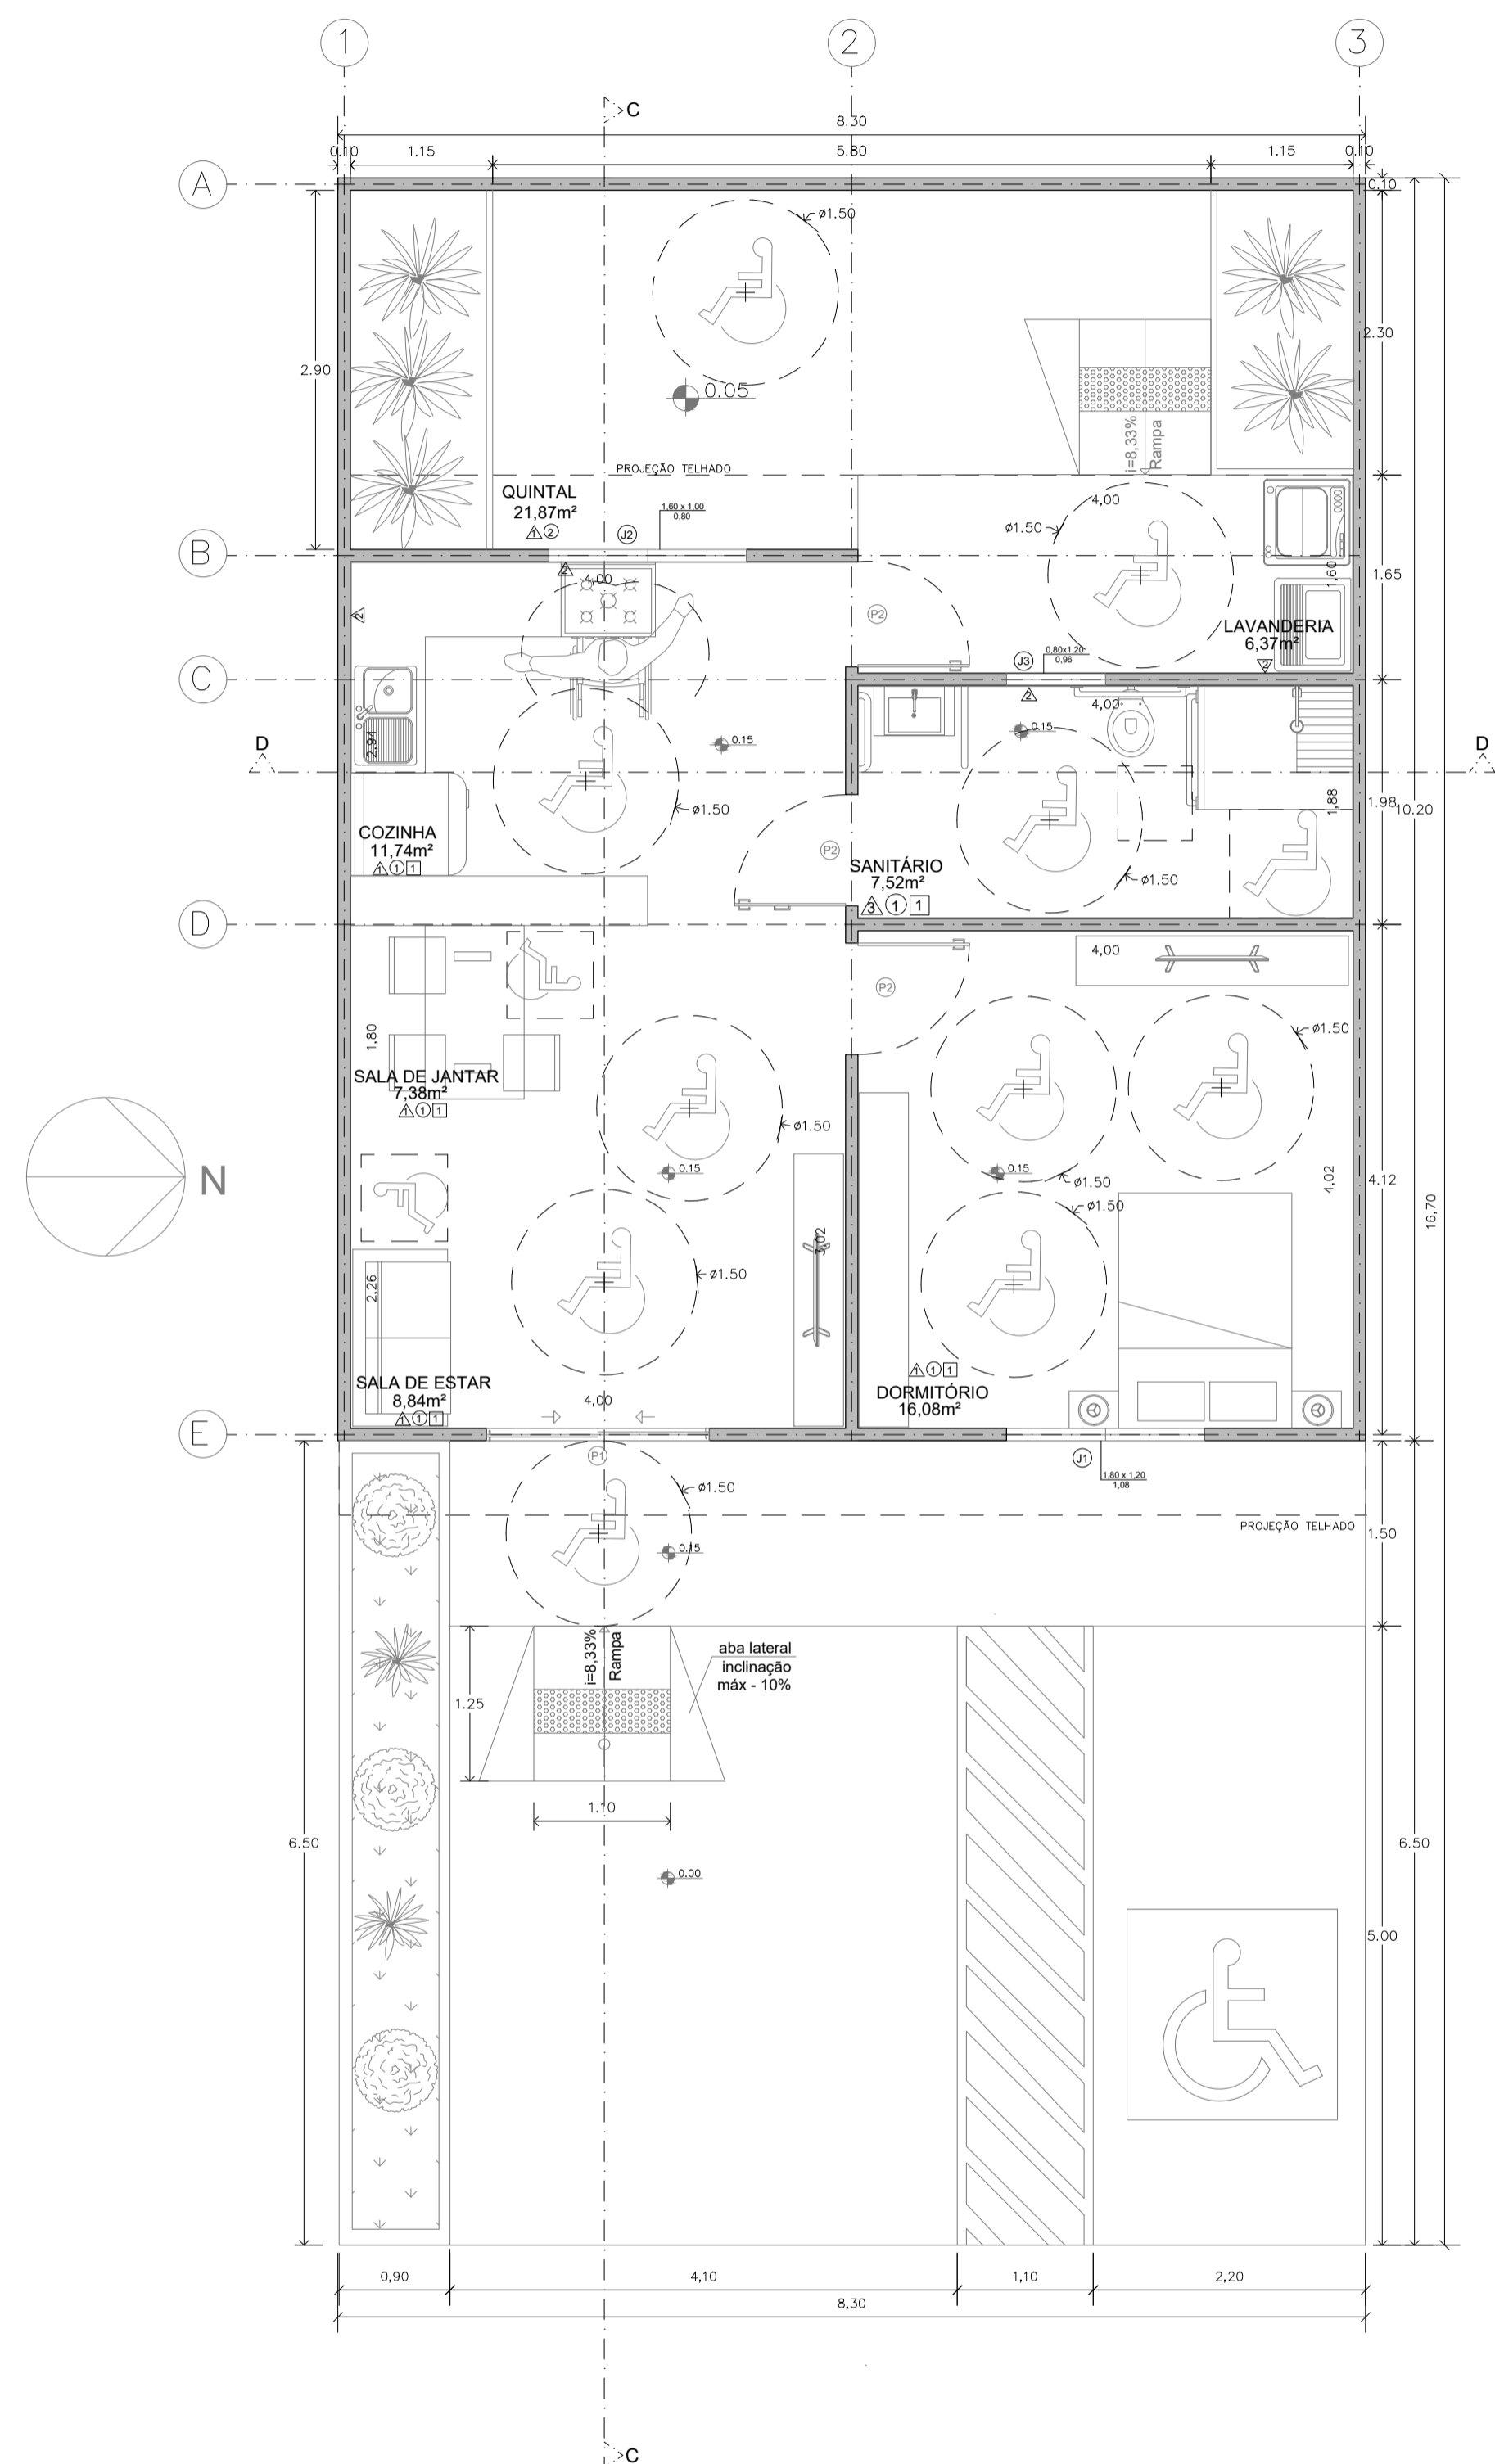 1
2
3
C
8.30
0.10
1.15
5.80
1.15
0.10
A
0.10
ø1.50
2.30
2.90
0.05
i=8,33%
Rampa
PROJEÇÃO TELHADO
QUINTAL
21,87m²
1
2
J2
1.60 x 1,00
0,80
4,00
ø1.50
B
2
4,00
1,60
1.65
2
P2
LAVANDERIA
6,37m²
2
J3
0,80x1,20
0,96
C
2
4,00
0.15
0.15
D
D
2,94
ø1.50
1,88
1.98
10.20
COZINHA
11,74m²
1
1
1
P2
SANITÁRIO
7,52m²
3
1
1
ø1.50
D
4,00
P2
1,80
ø1.50
SALA DE JANTAR
7,38m²
1
1
1
ø1.50
0.15
0.15
ø1.50
4,02
4.12
N
ø1.50
16,70
3,02
2,26
ø1.50
SALA DE ESTAR
8,84m²
1
1
1
4,00
1
1
1
DORMITÓRIO
16,08m²
E
P1
J1
1,80 x 1,20
1,08
ø1.50
PROJEÇÃO TELHADO
1.50
0.15
i=8,33%
Rampa
aba lateral
inclinação
máx - 10%
1.25
1.10
6.50
6.50
0.00
5.00
0,90
4,10
1,10
2,20
8,30
C